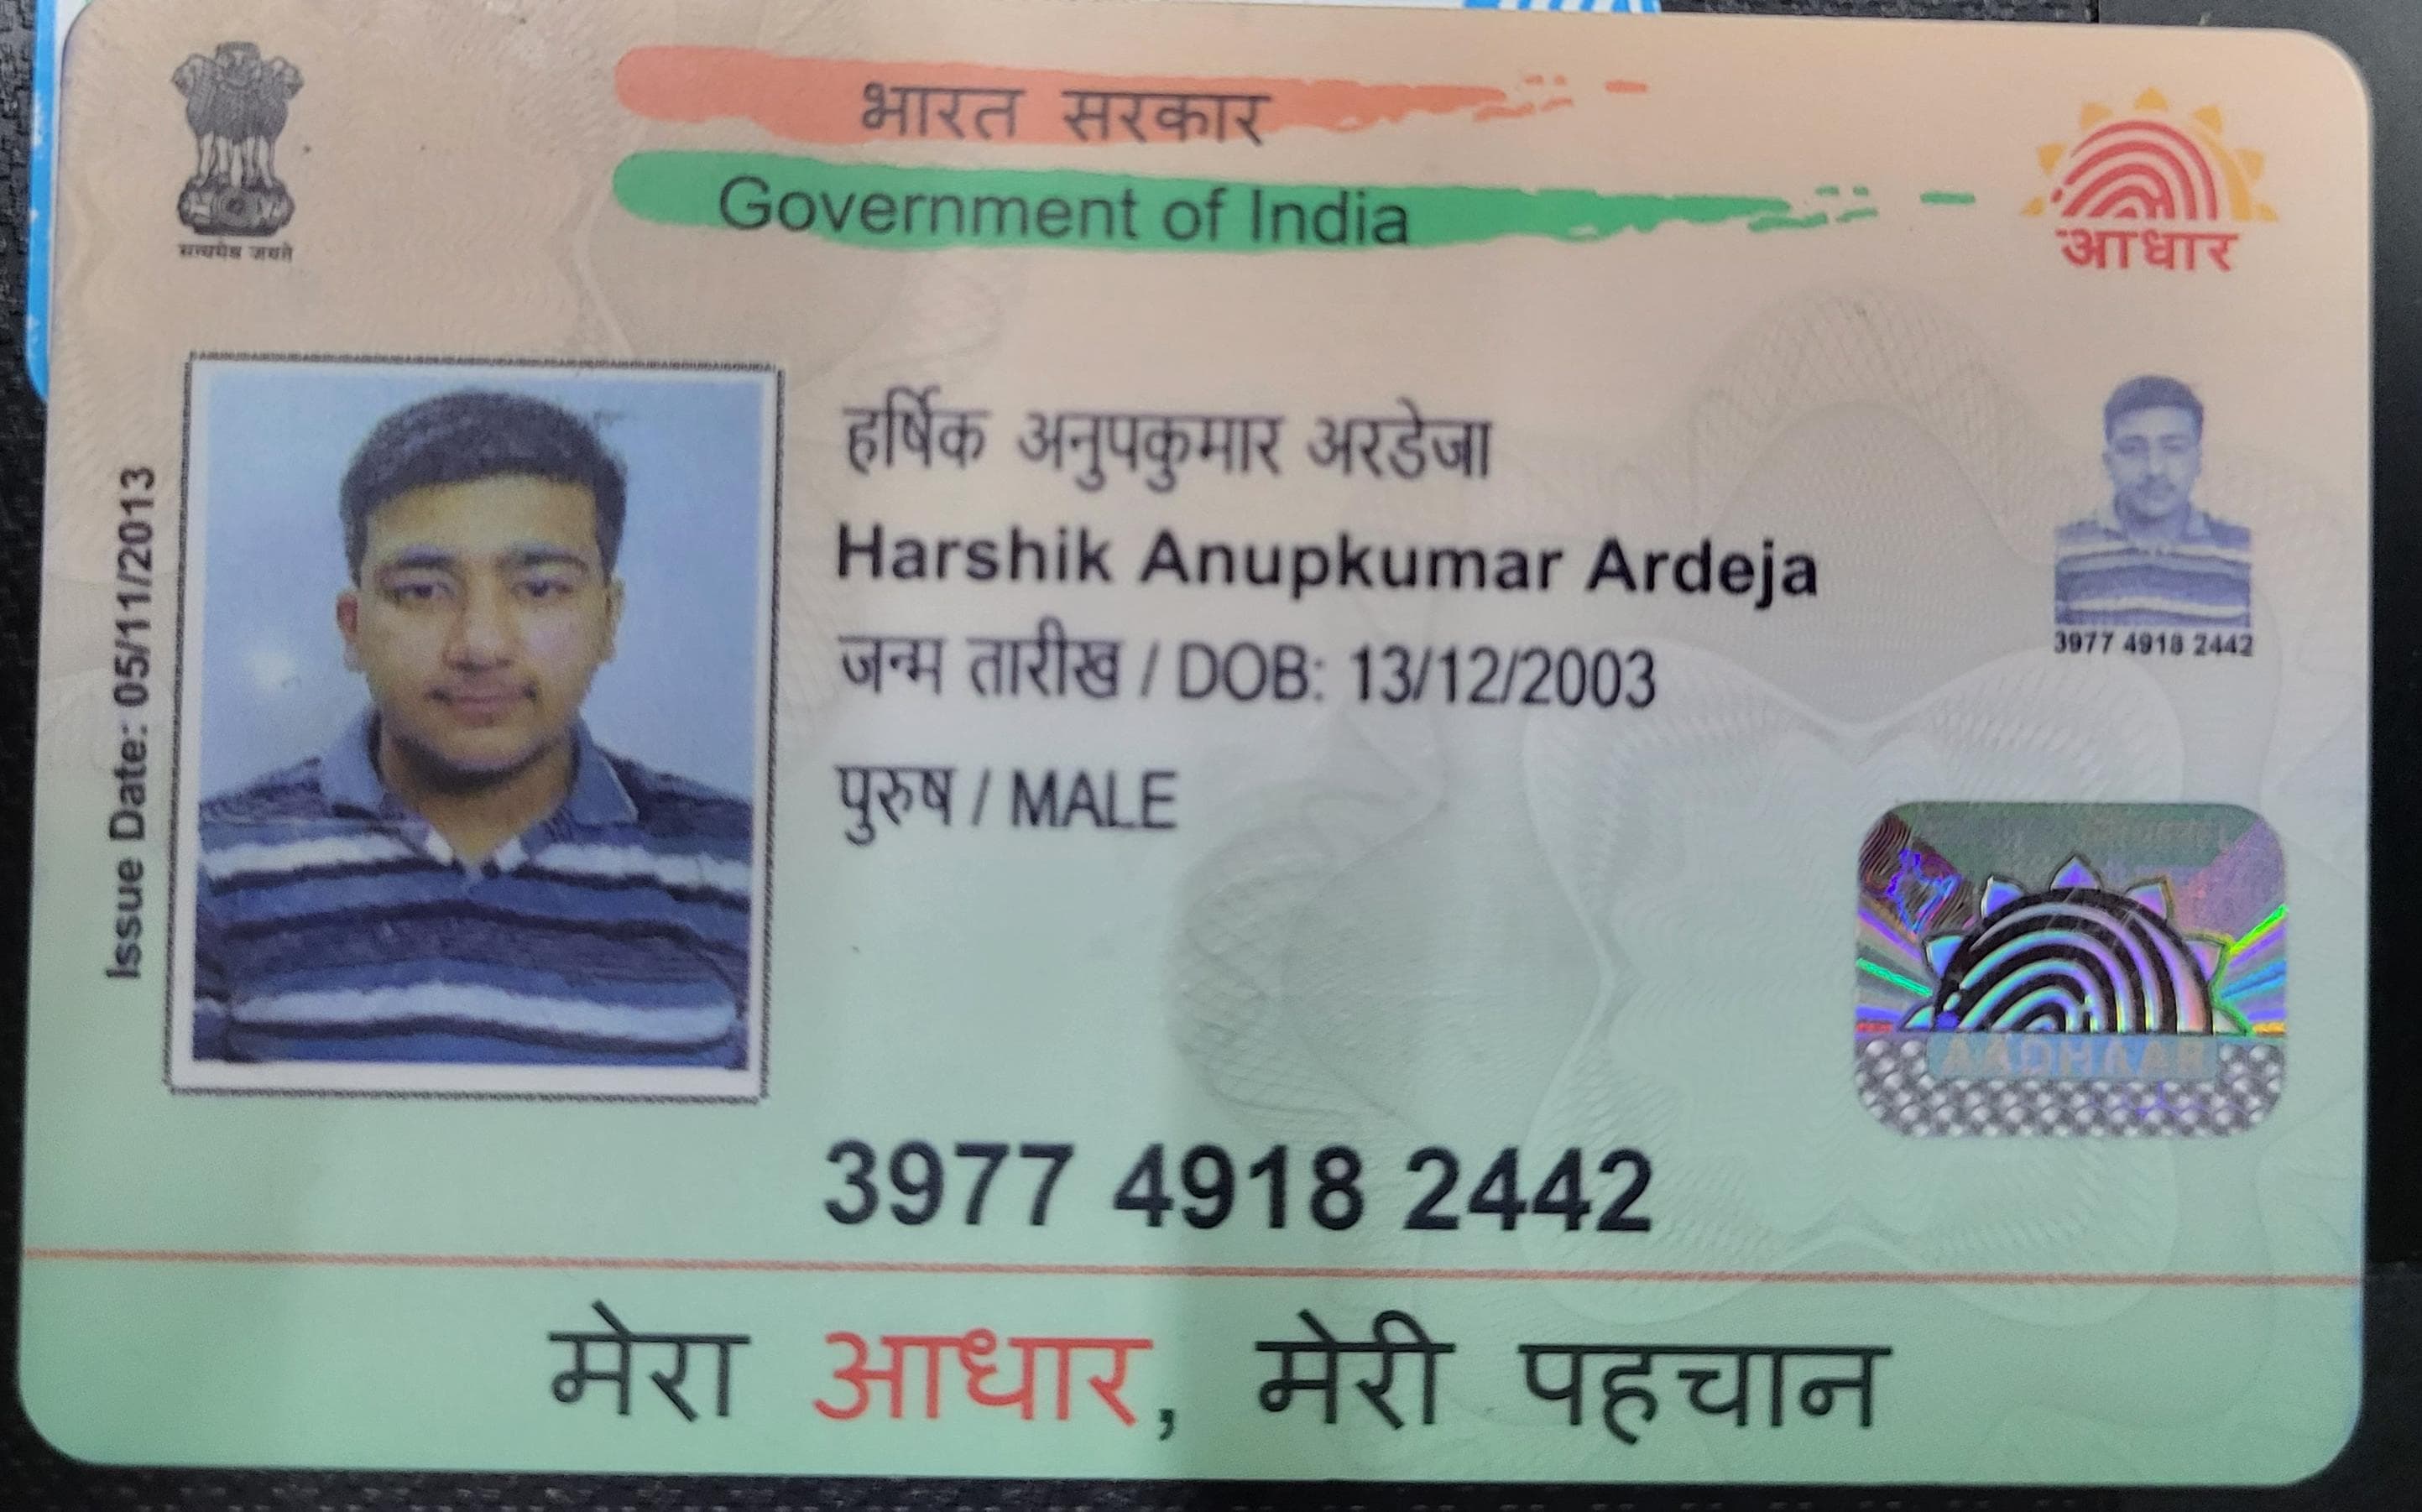 भारत सरकार
Government of India
सत्यमेव जयते
आधार
Issue Date: 05/11/2013
हर्षिक अनुपकुमार अरडेजा
Harshik Anupkumar Ardeja
जन्म तारीख / DOB: 13/12/2003
पुरुष / MALE
3977 4918 2442
AADHAAR
3977 4918 2442
मेरा आधार, मेरी पहचान